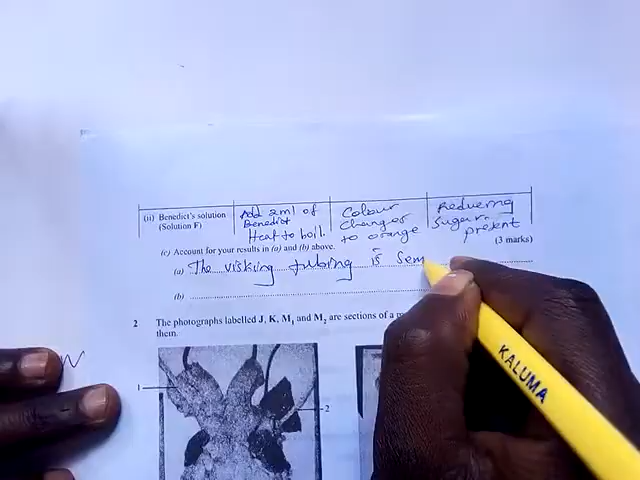 (ii) Benedict's solution (Solution F)
Add 2ml of Benedict Heat to boil.
Colour Changes to orange
Reducing Sugar present
(3 marks)
(c) Account for your results in (a) and (b) above.
(a) The visking tubing is Sem
(b)
2 The photographs labelled J, K, M₁ and M₂ are sections of a
them.
1
2
KALUMA